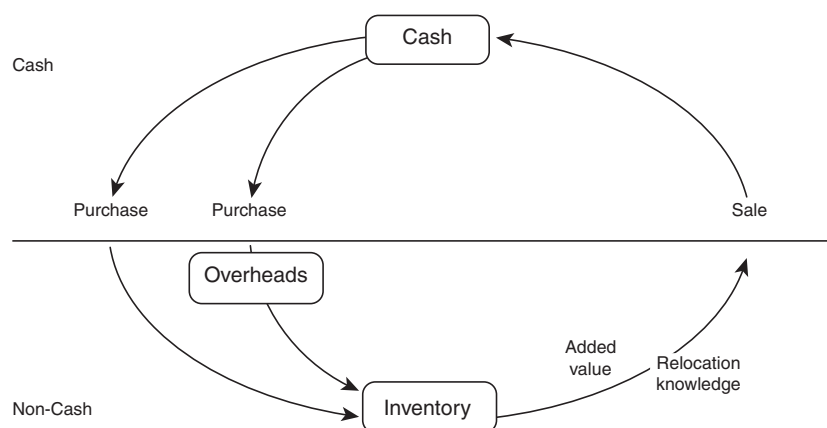 Cash
Cash
Purchase
Purchase
Sale
Overheads
Added
value
Relocation
knowledge
Inventory
Non-Cash